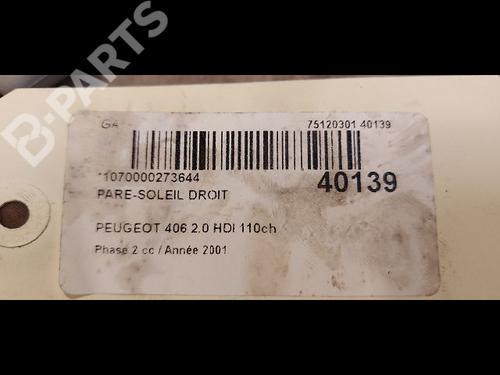 B-PARTS
GA 75120301 40139
*1070000273644
40139
PARE-SOLEIL DROIT
PEUGEOT 406 2.0 HDI 110ch
Phase 2 cc / Année 2001